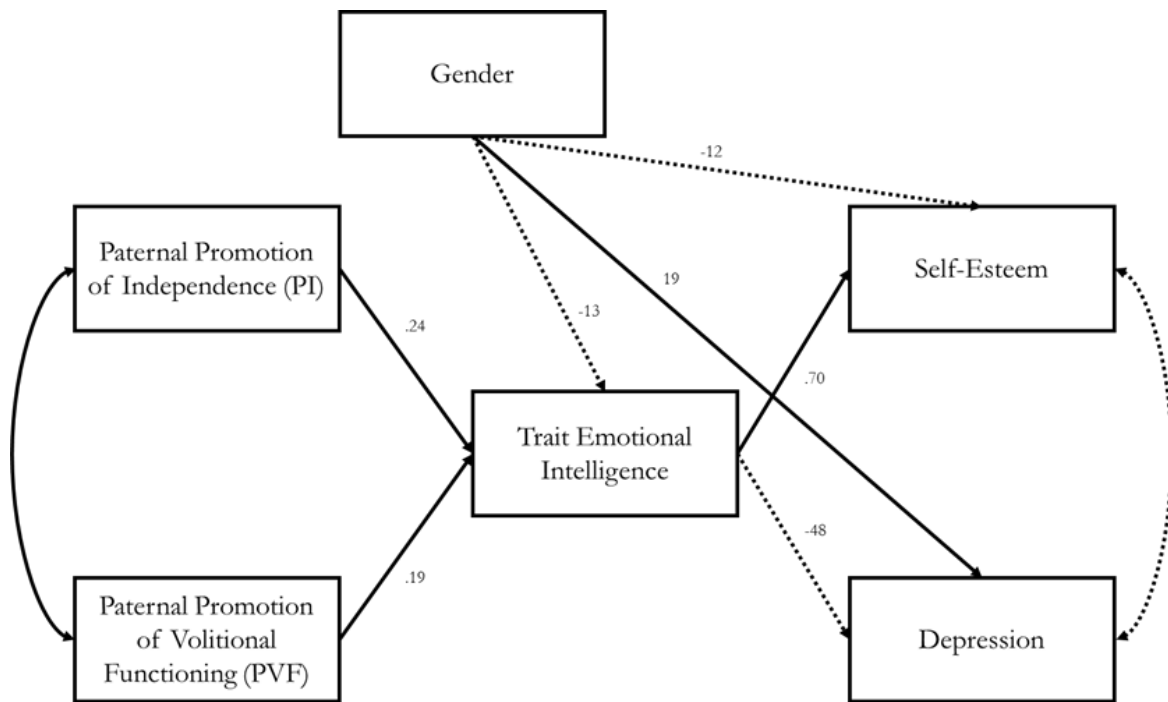 Gender
-12
Paternal Promotion
of Independence (PI)
Self-Esteem
19
-13
.24
.70
Trait Emotional
Intelligence
-48
.19
Paternal Promotion
of Volitional
Functioning (PVF)
Depression